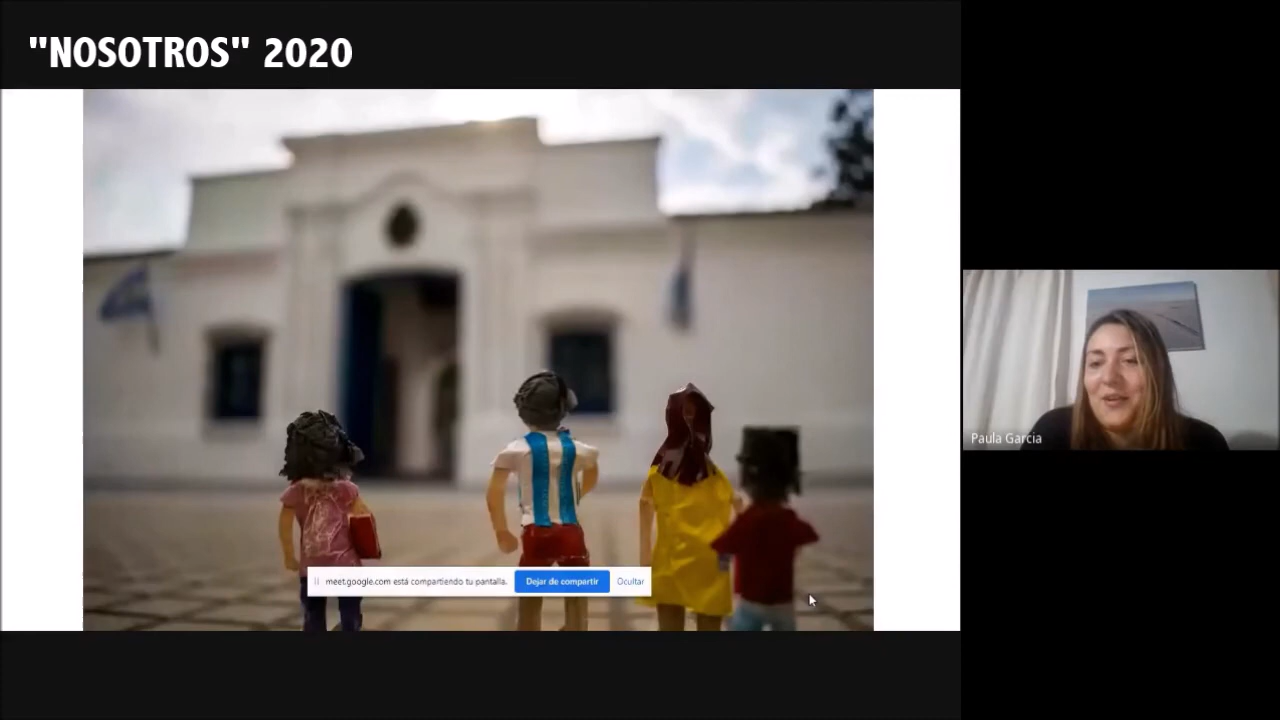 "NOSOTROS" 2020
Paula Garcia
meet.google.com está compartiendo tu pantalla. Dejar de compartir Ocultar